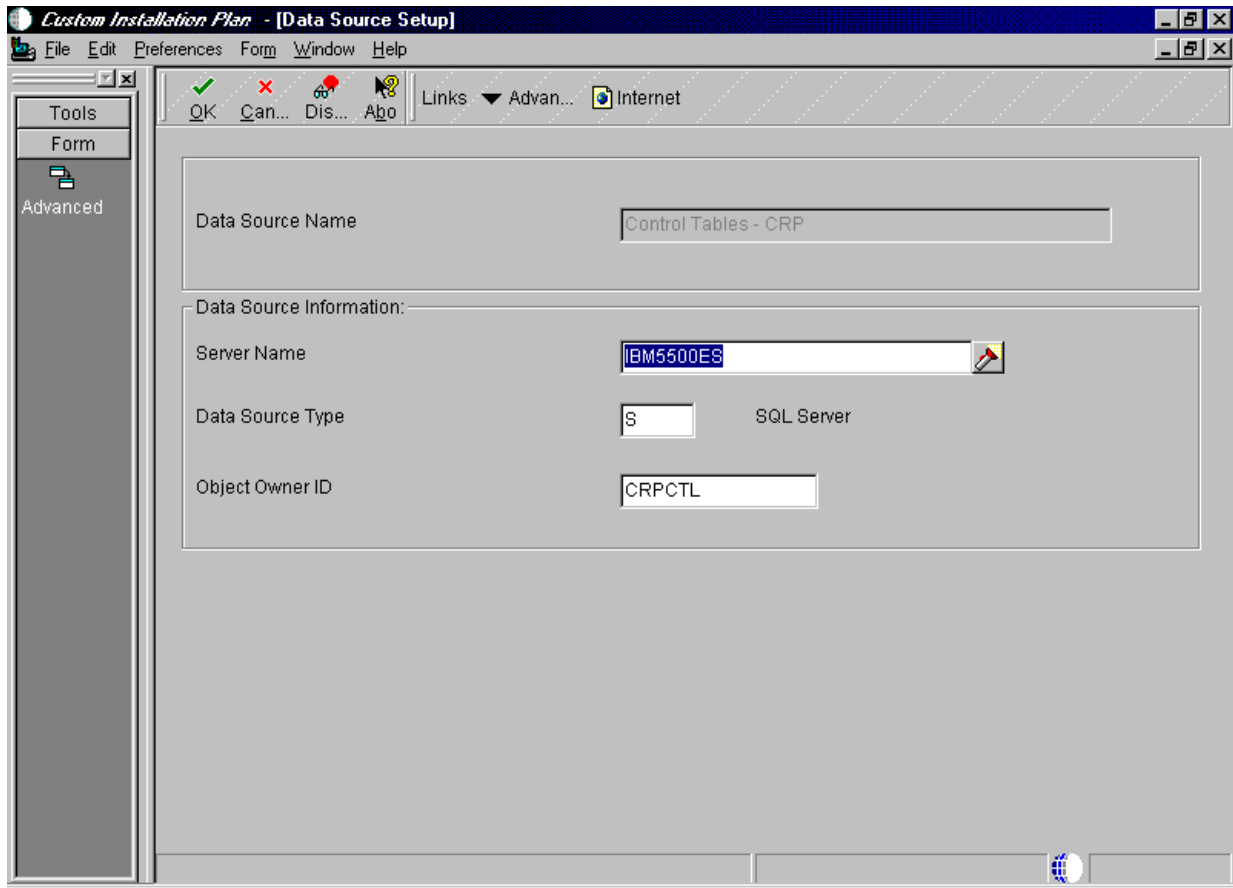 Custom Installation Plan - [Data Source Setup]
File Edit Preferences Form Window Help
Tools
Form
Advanced
OK Can... Dis... Abo Links Advan... Internet
Data Source Name Control Tables - CRP
Data Source Information:
Server Name IBM5500ES
Data Source Type S SQL Server
Object Owner ID CRPCTL